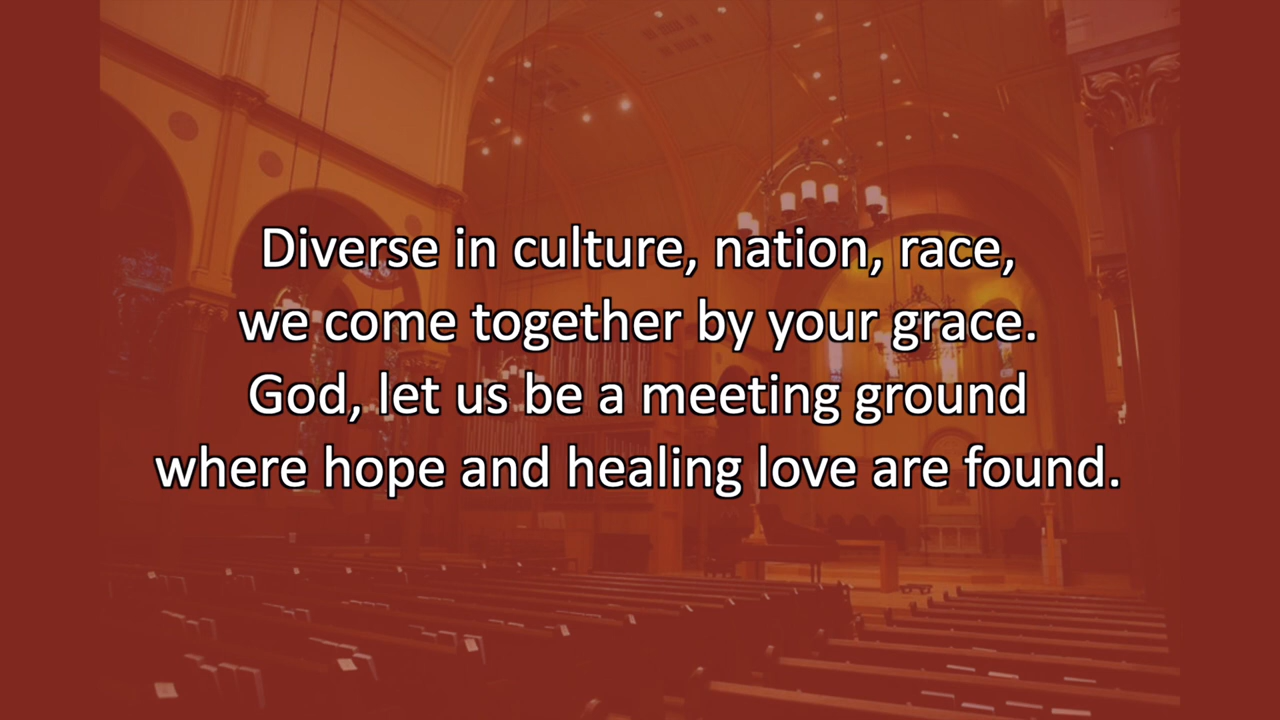 Diverse in culture, nation, race,
we come together by your grace.
God, let us be a meeting ground
where hope and healing love are found.